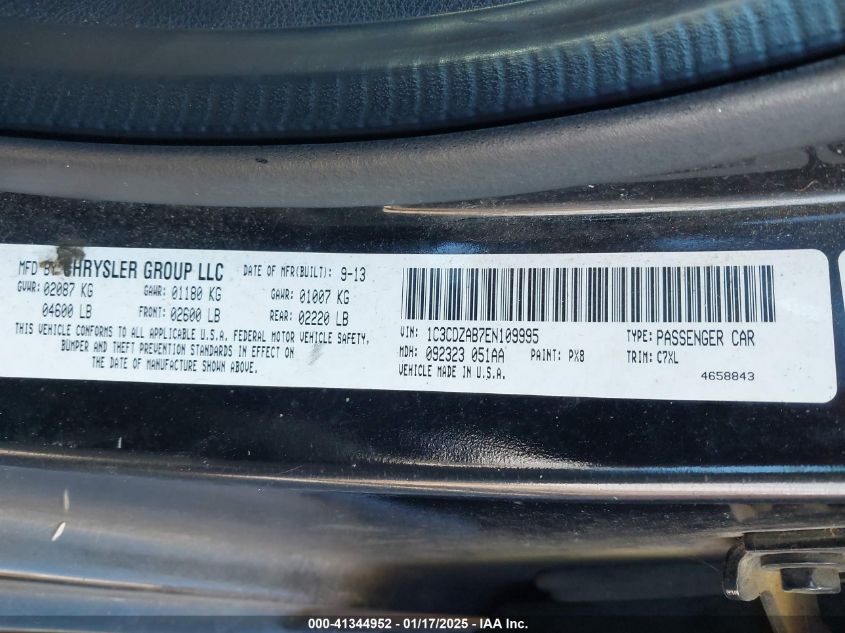 MFD BY CHRYSLER GROUP LLC DATE OF MFR(BUILT): 9-13
GVWR: 02087 KG GAWR: 01180 KG GAWR: 01007 KG
04600 LB FRONT: 02600 LB REAR: 02220 LB
THIS VEHICLE CONFORMS TO ALL APPLICABLE U.S.A. FEDERAL MOTOR VEHICLE SAFETY,
BUMPER AND THEFT PREVENTION STANDARDS IN EFFECT ON
THE DATE OF MANUFACTURE SHOWN ABOVE.
VIN: 1C3CDZAB7EN109995 TYPE: PASSENGER CAR
MDH: 092323 051AA PAINT: PX8 TRIM: C7XL
VEHICLE MADE IN U.S.A. 4658843
000-41344952 - 01/17/2025 - IAAI Inc.